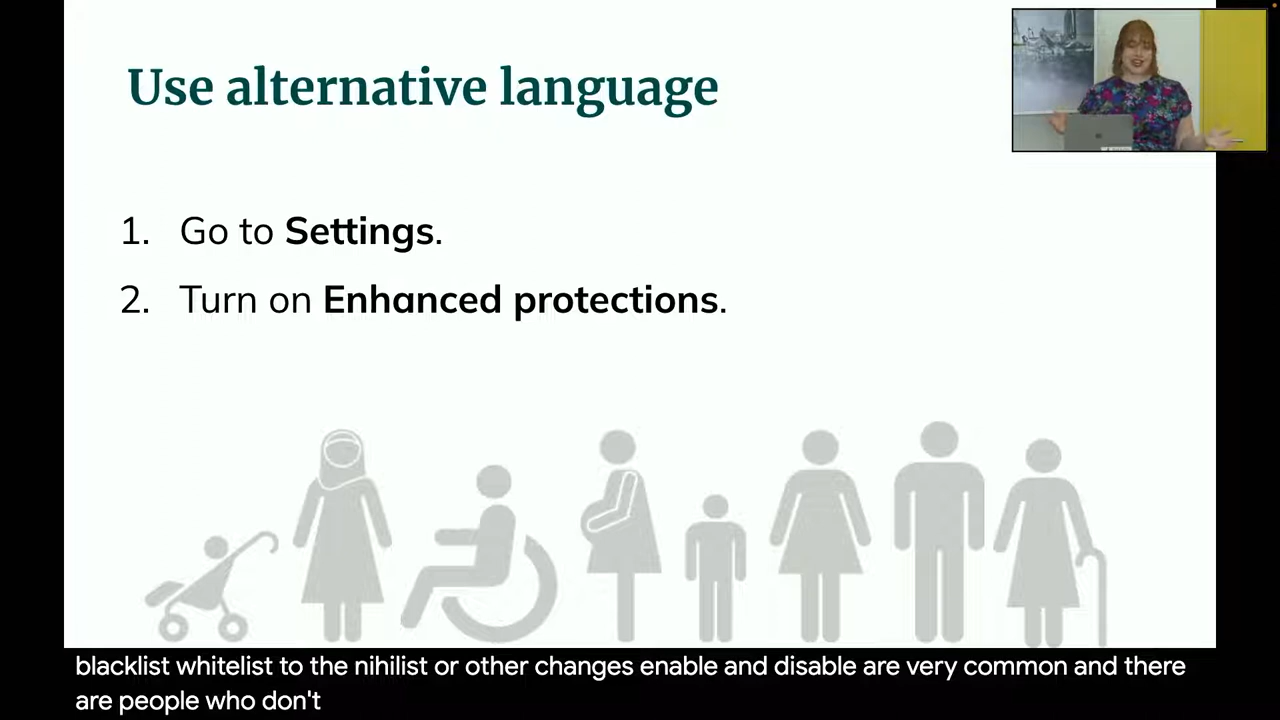 Use alternative language
1. Go to Settings.
2. Turn on Enhanced protections.
blacklist whitelist to the nihilist or other changes enable and disable are very common and there
are people who don't